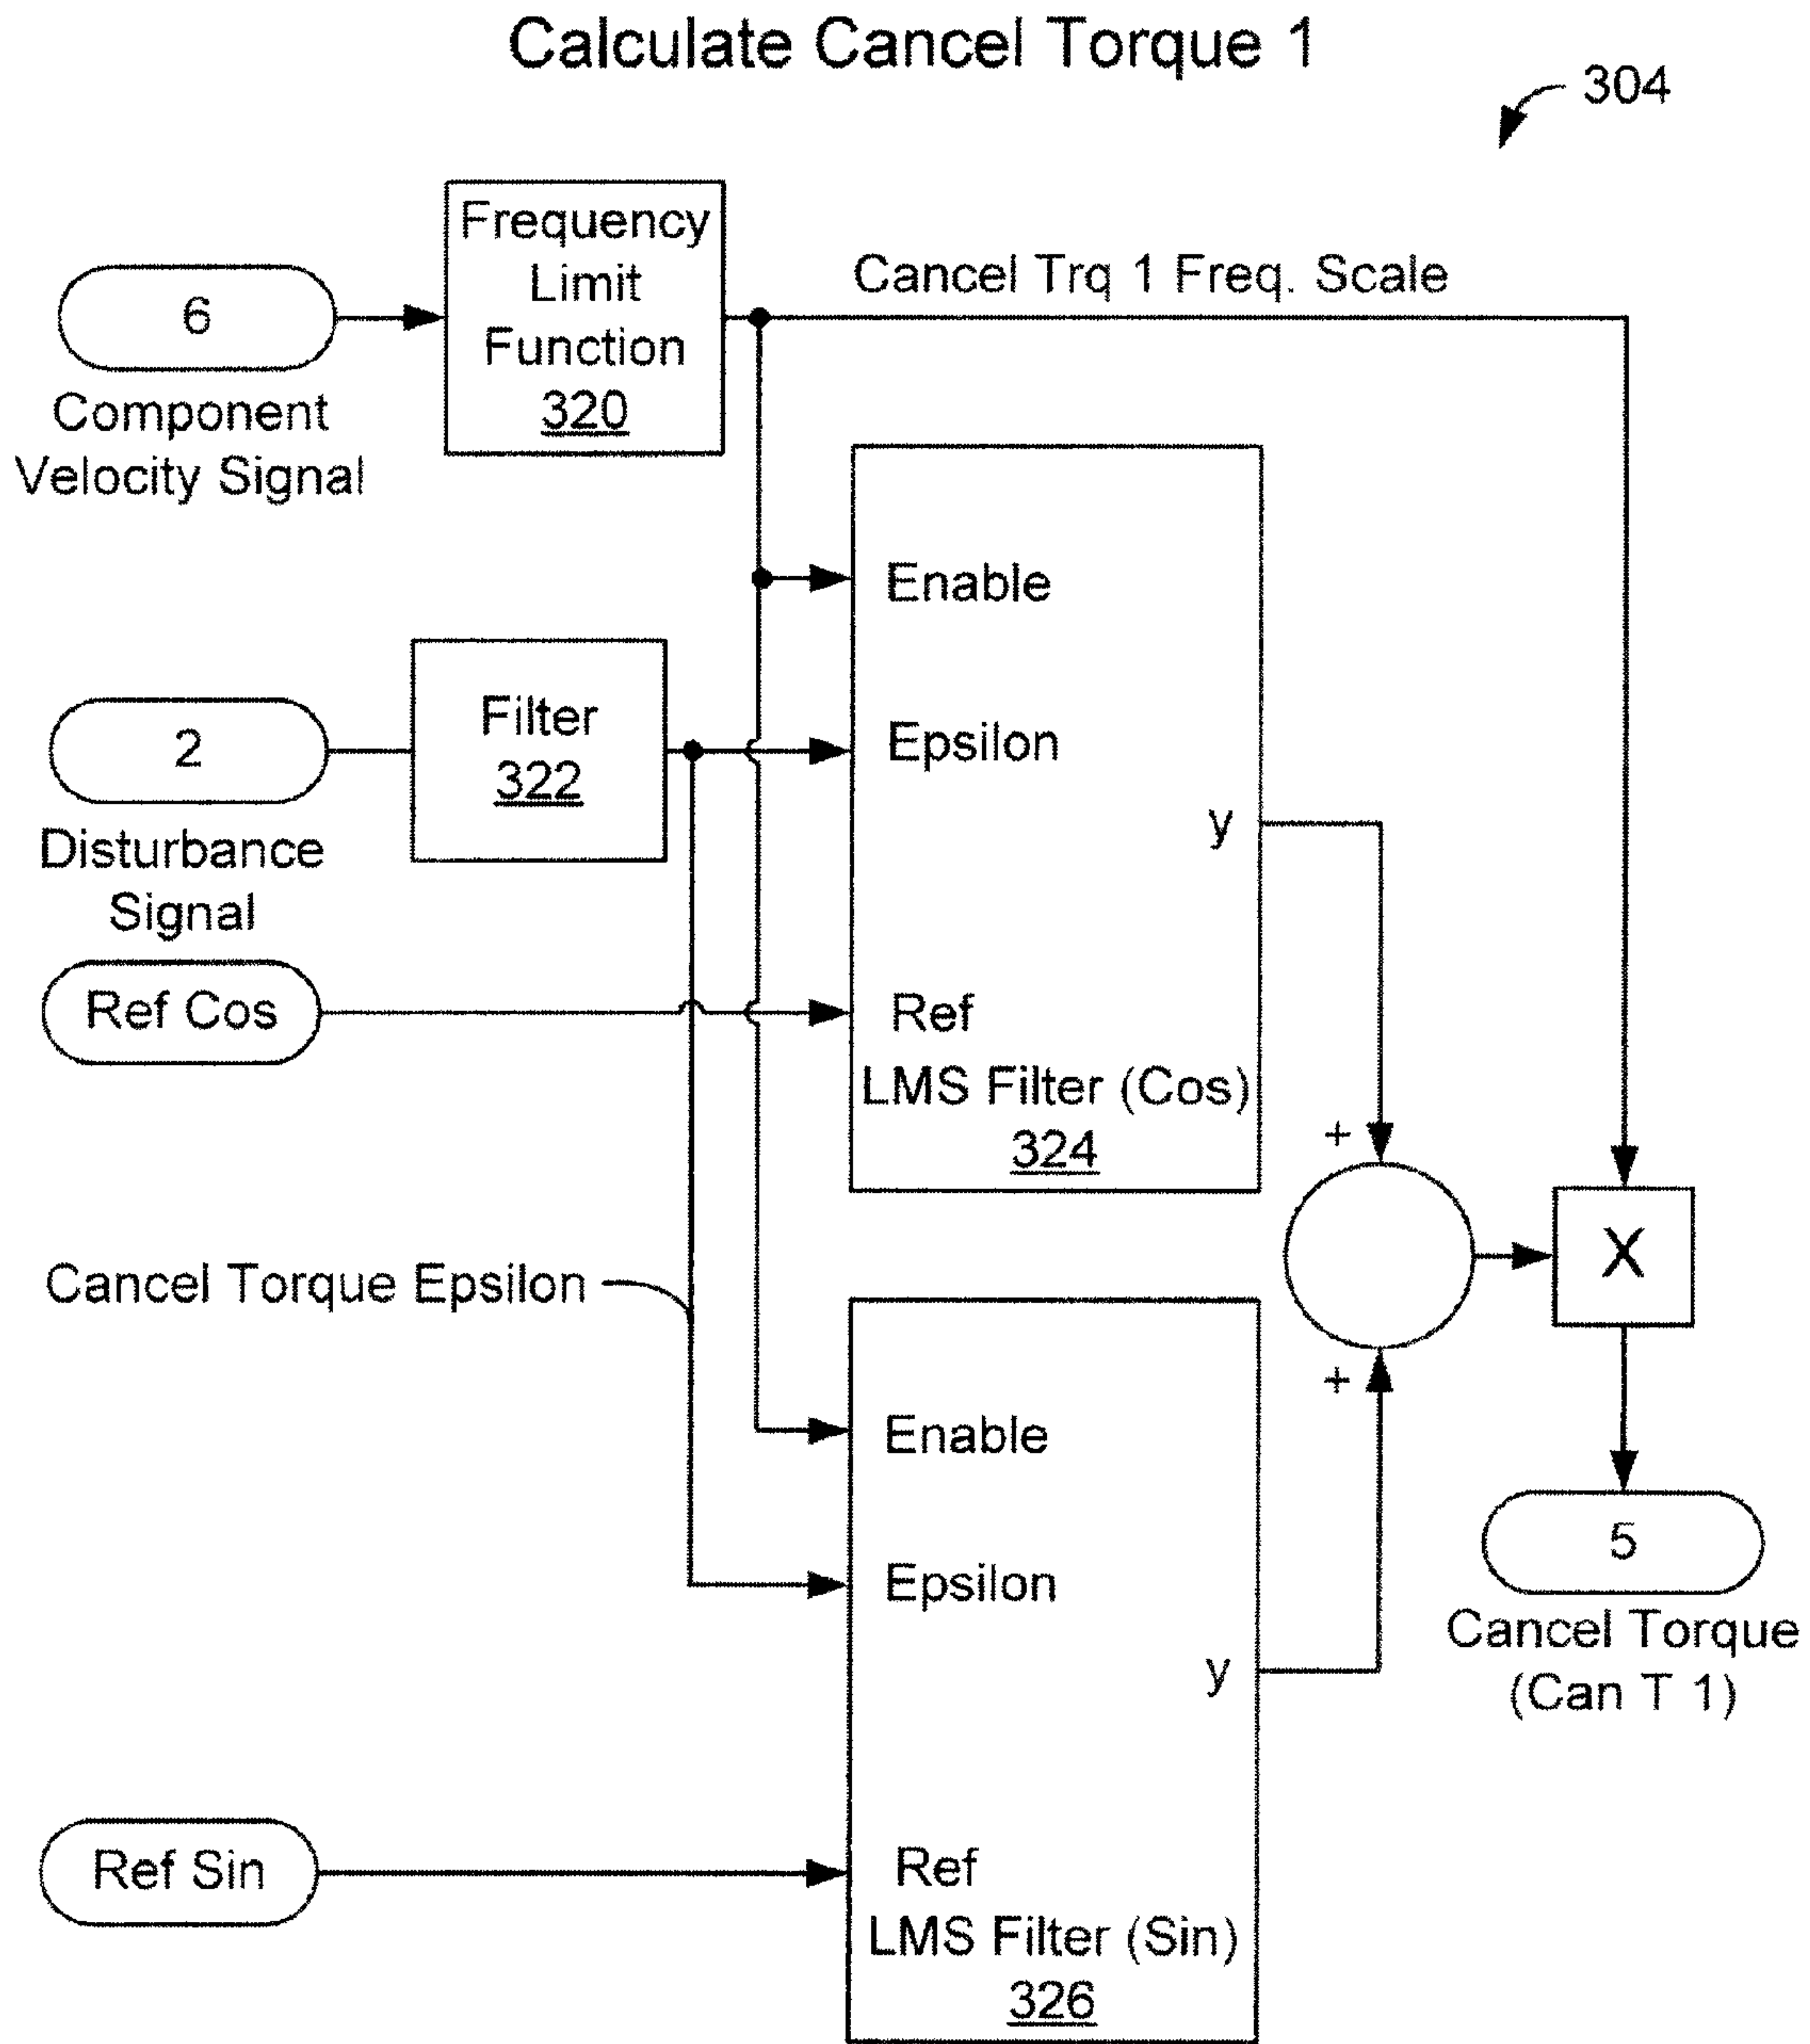 Calculate Cancel Torque 1
304
Frequency
Limit
Function
320
6
Component
Velocity Signal
Cancel Trq 1 Freq. Scale
Enable
Filter
322
2
Disturbance
Signal
Epsilon
y
Ref Cos
Ref
LMS Filter (Cos)
324
+
X
Cancel Torque Epsilon
+
Enable
Epsilon
y
5
Cancel Torque
(Can T 1)
Ref Sin
Ref
LMS Filter (Sin)
326